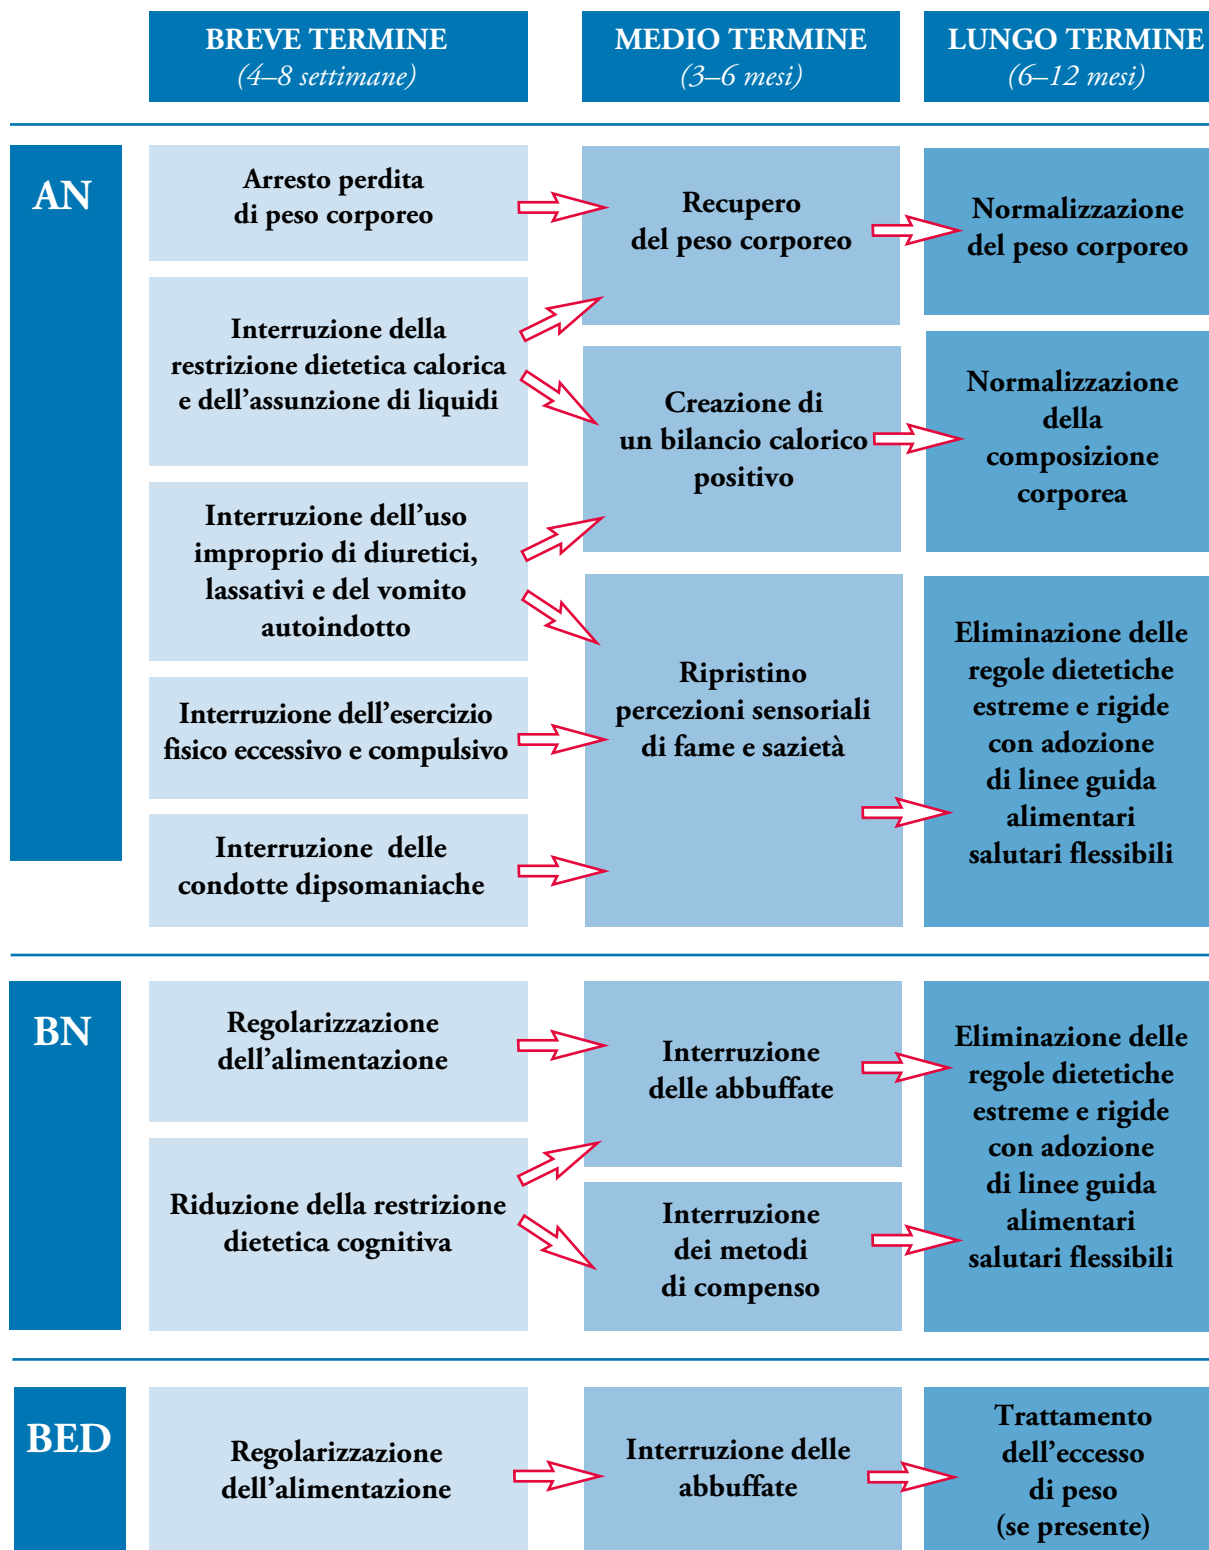 BREVE TERMINE
(4–8 settimane)
MEDIO TERMINE
(3–6 mesi)
LUNGO TERMINE
(6–12 mesi)
AN
Arresto perdita
di peso corporeo
Recupero
del peso corporeo
Normalizzazione
del peso corporeo
Interruzione della
restrizione dietetica calorica
e dell’assunzione di liquidi
Creazione di
un bilancio calorico
positivo
Normalizzazione
della
composizione
corporea
Interruzione dell’uso
improprio di diuretici,
lassativi e del vomito
autoindotto
Interruzione dell’esercizio
fisico eccessivo e compulsivo
Interruzione delle
condotte dipsomaniache
Ripristino
percezioni sensoriali
di fame e sazietà
Eliminazione delle
regole dietetiche
estreme e rigide
con adozione
di linee guida
alimentari
salutari flessibili
BN
Regolarizzazione
dell’alimentazione
Riduzione della restrizione
dietetica cognitiva
Interruzione
delle abbuffate
Interruzione
dei metodi
di compenso
Eliminazione delle
regole dietetiche
estreme e rigide
con adozione
di linee guida
alimentari
salutari flessibili
BED
Regolarizzazione
dell’alimentazione
Interruzione delle
abbuffate
Trattamento
dell’eccesso
di peso
(se presente)